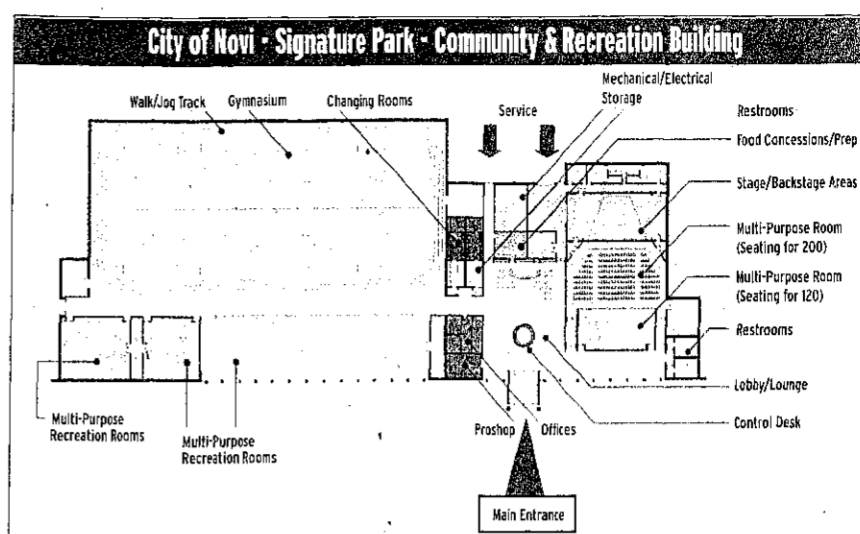 City of Novi - Signature Park - Community & Recreation Building
Mechanical/Electrical
Storage
Walk/Jog Track
Gymnasium
Changing Rooms
Service
Restrooms
Food Concessions/Prep
Stage/Backstage Areas
Multi-Purpose Room
(Seating for 200)
Multi-Purpose Room
(Seating for 120)
Restrooms
Lobby/Lounge
Control Desk
Multi-Purpose
Recreation Rooms
Multi-Purpose
Recreation Rooms
Proshop
Offices
Main Entrance